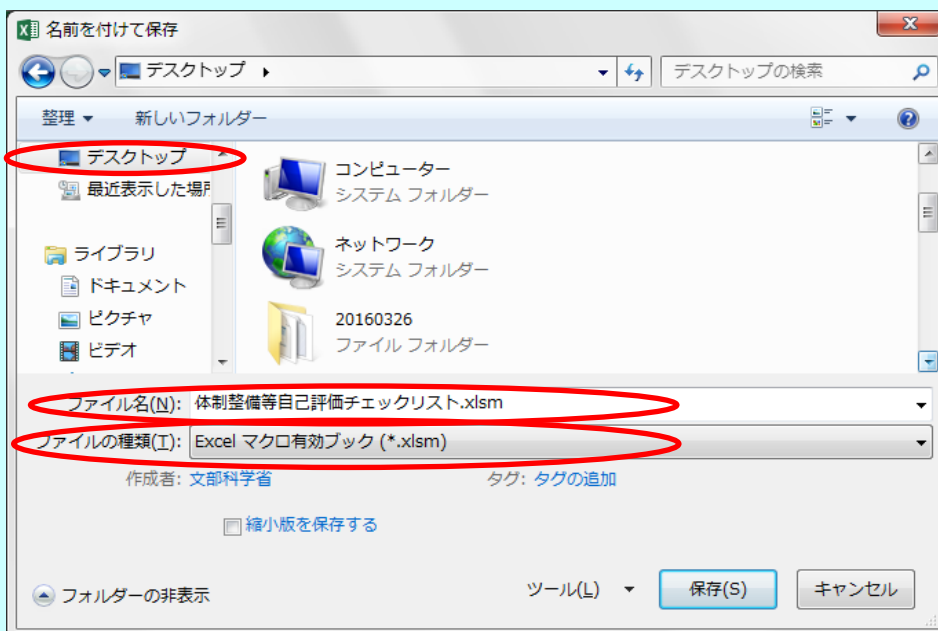 名前を付けて保存
デスクトップ
デスクトップの検索
整理 新しいフォルダー
デスクトップ
最近表示した場所
ライブラリ
ドキュメント
ピクチャ
ビデオ
コンピューター
システム フォルダー
ネットワーク
システム フォルダー
20160326
ファイル フォルダー
ファイル名(N): 体制整備等自己評価チェックリスト.xlsm
ファイルの種類(T): Excel マクロ有効ブック (*.xlsm)
作成者: 文部科学省 タグ: タグの追加
縮小版を保存する
フォルダーの非表示 ツール(L) 保存(S) キャンセル